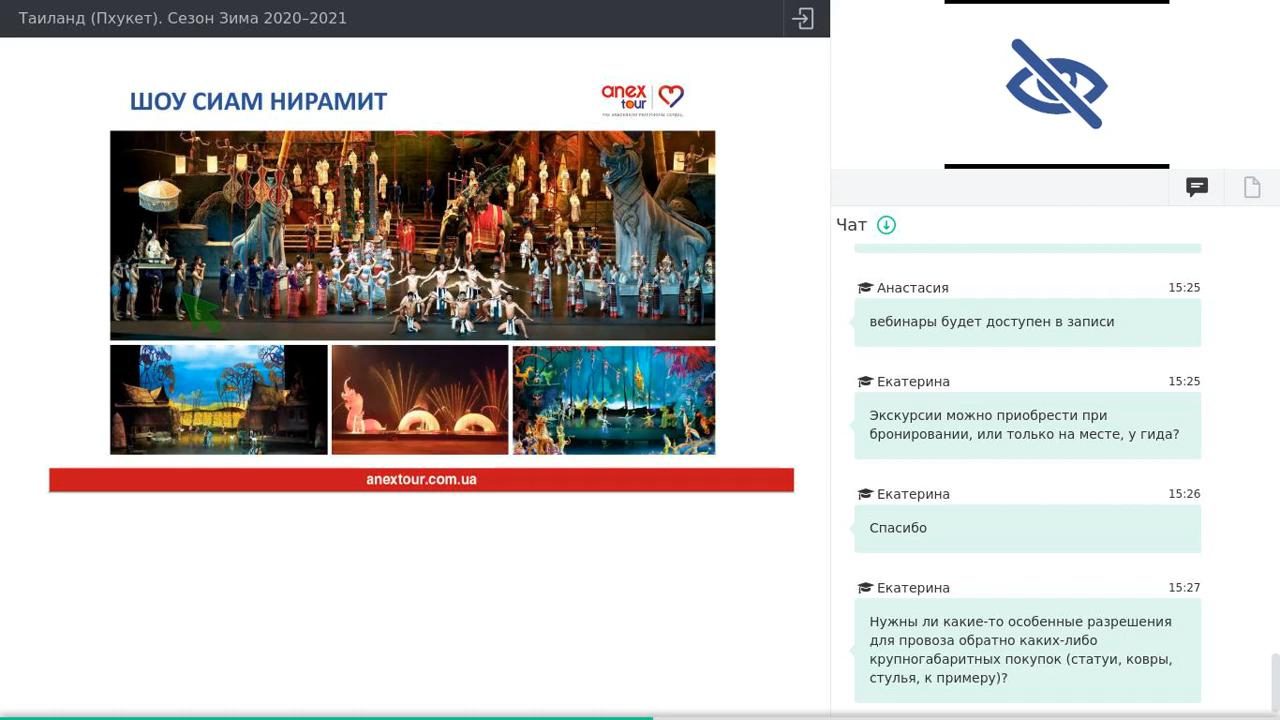 Таиланд (Пхукет). Сезон Зима 2020–2021
ШОУ СИАМ НИРАМИТ
anex
tour
anextour.com.ua
Чат
Анастасия 15:25
вебинары будет доступен в записи
Екатерина 15:25
Экскурсии можно приобрести при
бронировании, или только на месте, у гида?
Екатерина 15:26
Спасибо
Екатерина 15:27
Нужны ли какие-то особенные разрешения
для провоза обратно каких-либо
крупногабаритных покупок (статуи, ковры,
стулья, к примеру)?